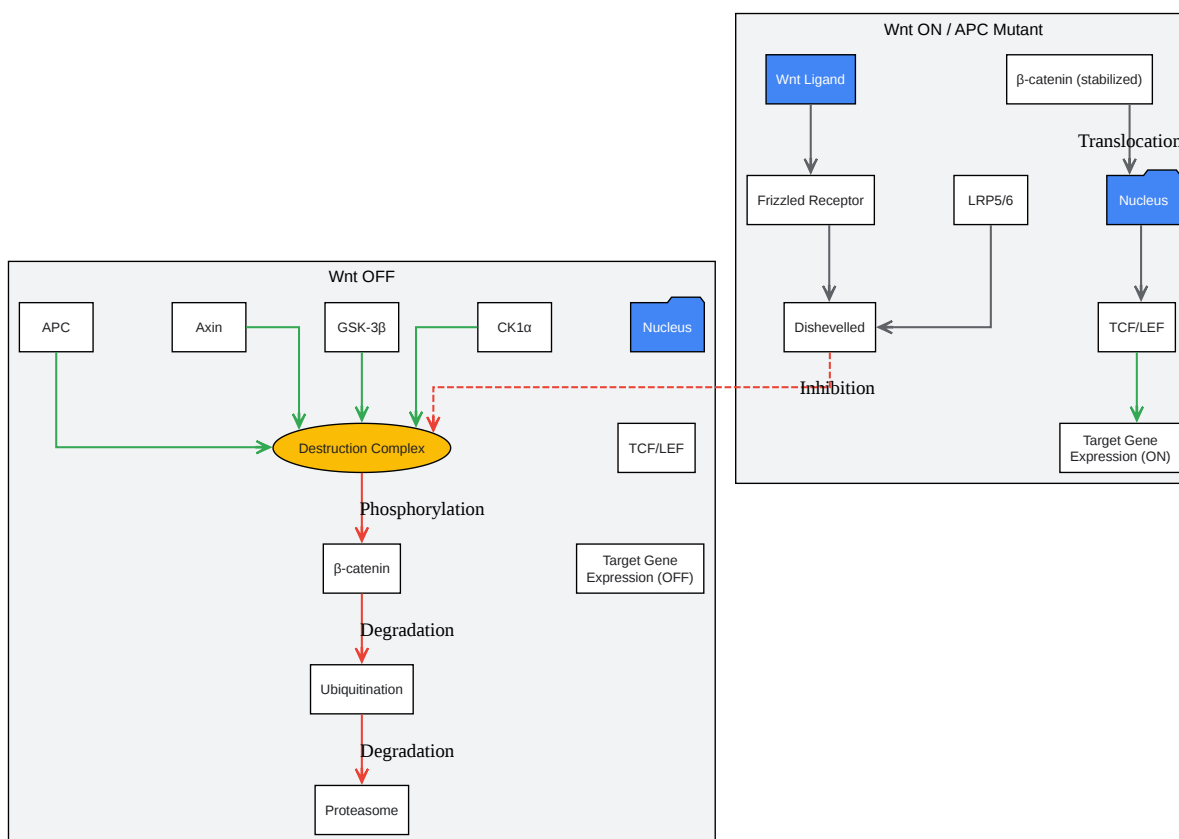 Wnt ON / APC Mutant
Wnt Ligand
β-catenin (stabilized)
Translocation
Frizzled Receptor
LRP5/6
Nucleus
Wnt OFF
APC
Axin
GSK-3β
CK1α
Nucleus
Dishevelled
TCF/LEF
Inhibition
Destruction Complex
TCF/LEF
Target Gene
Expression (ON)
Phosphorylation
β-catenin
Target Gene
Expression (OFF)
Degradation
Ubiquitination
Degradation
Proteasome